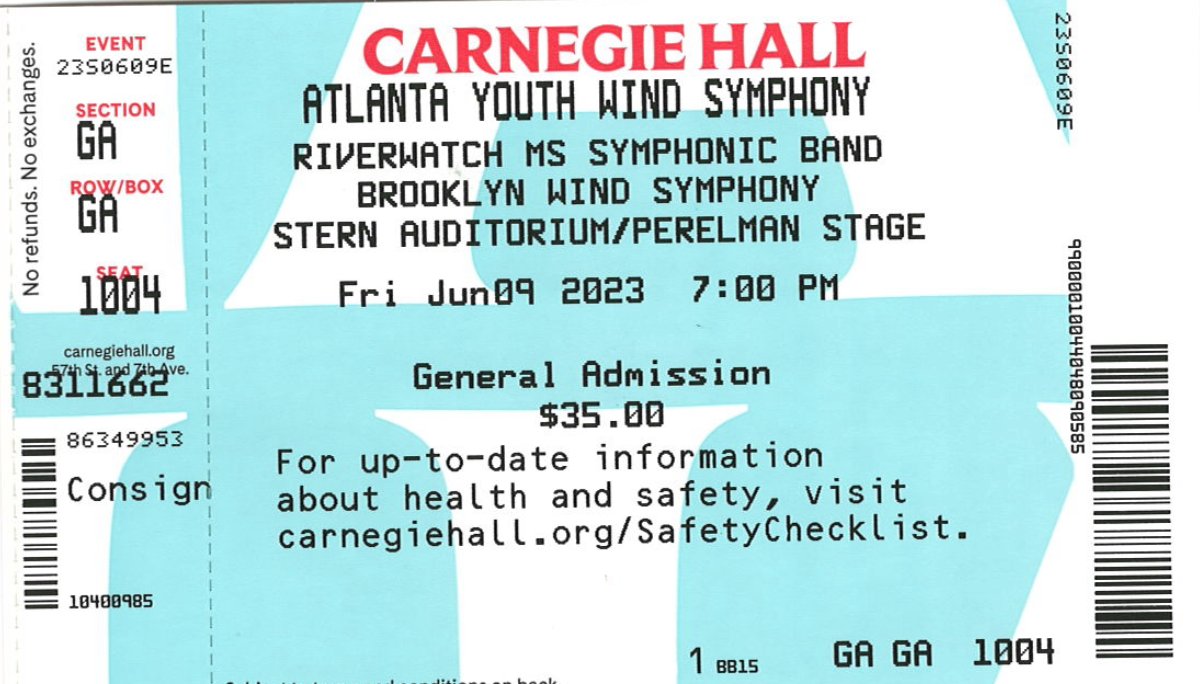 No refunds. No exchanges.
EVENT
23S0609E
SECTION
GA
ROW/BOX
GA
SEAT
1004
carnegiehall.org
57th St. and 7th Ave.
8311662
86349953
Consign
10400985
CARNEGIE HALL
ATLANTA YOUTH WIND SYMPHONY
RIVERWATCH MS SYMPHONIC BAND
BROOKLYN WIND SYMPHONY
STERN AUDITORIUM/PERELMAN STAGE
Fri Jun09 2023 7:00 PM
General Admission
$35.00
For up-to-date information
about health and safety, visit
carnegiehall.org/SafetyChecklist.
1 BB15 GA GA 1004
23S0609E